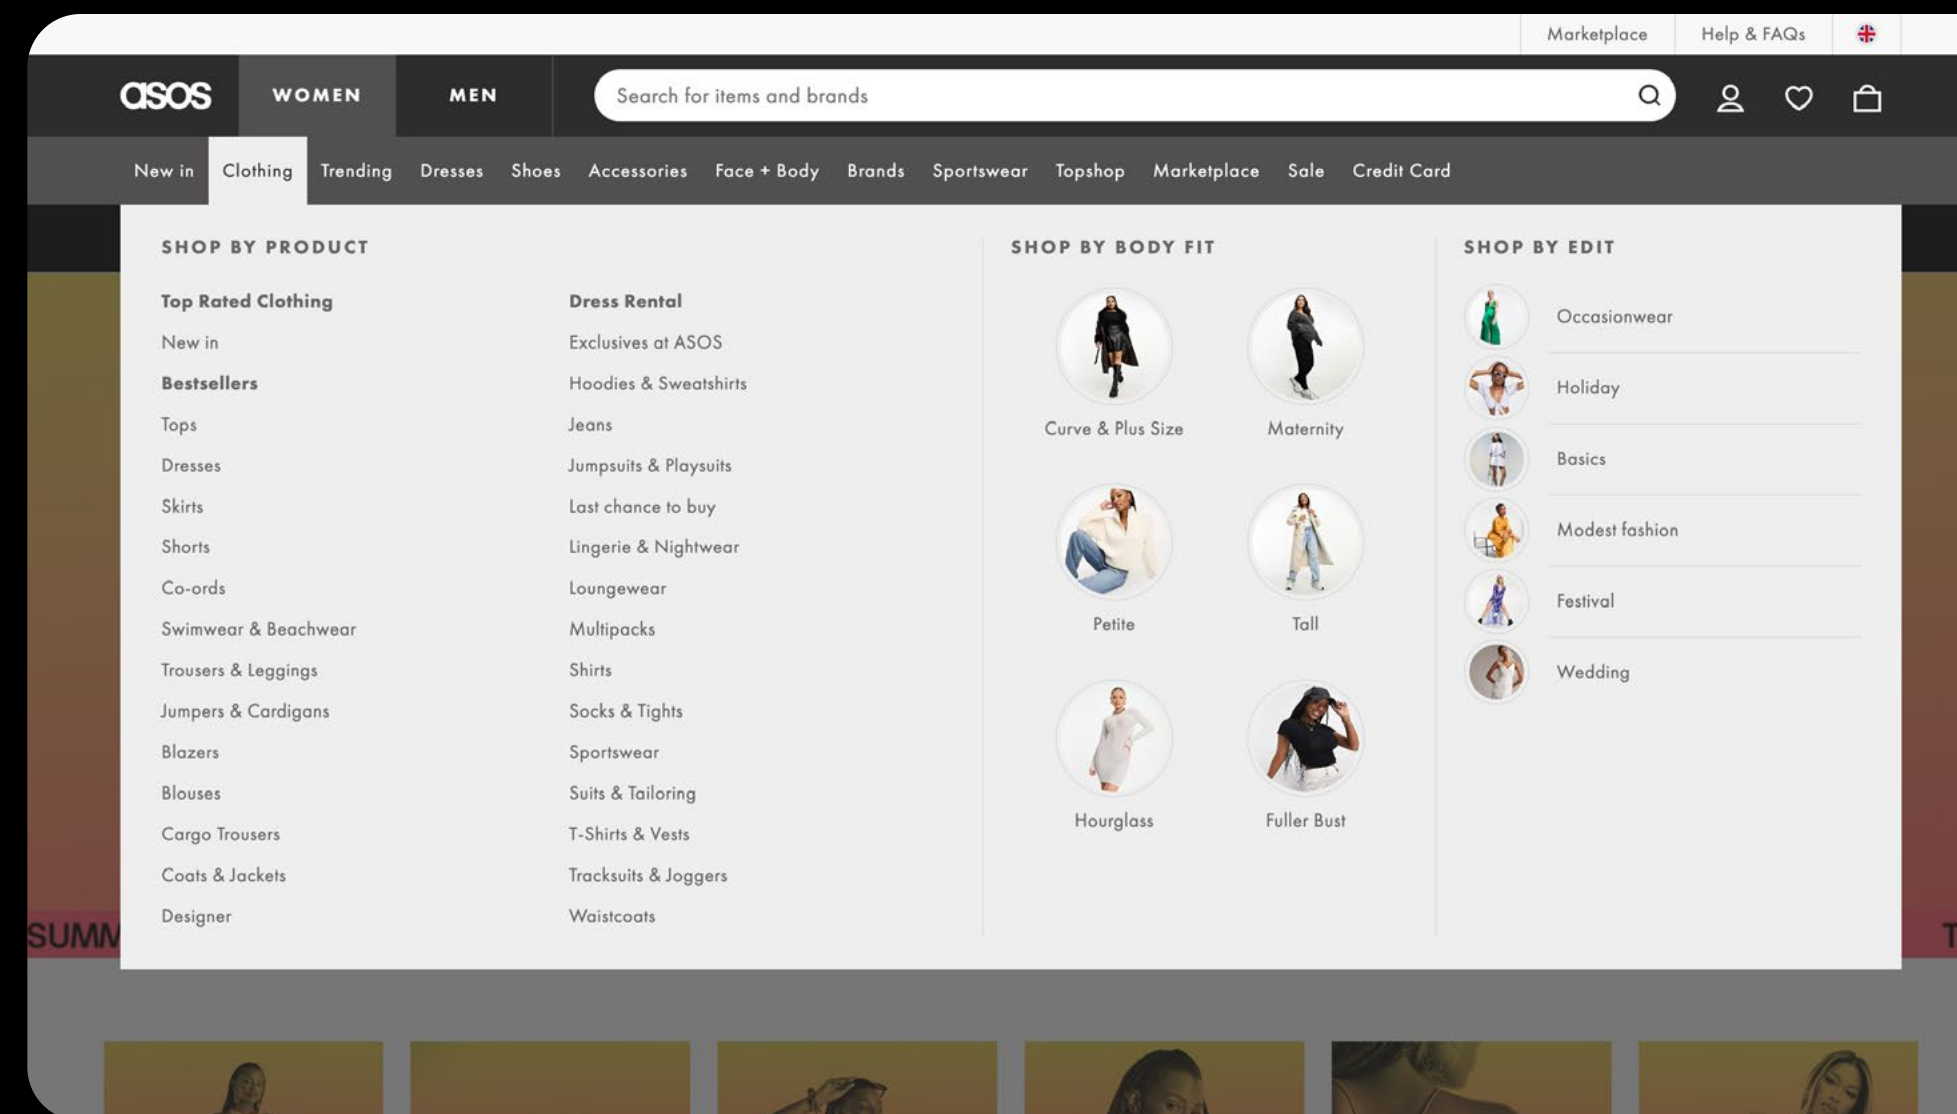 Marketplace Help & FAQs
asos WOMEN MEN Search for items and brands
New in Clothing Trending Dresses Shoes Accessories Face + Body Brands Sportswear Topshop Marketplace Sale Credit Card
SHOP BY PRODUCT
Top Rated Clothing
New in
Bestsellers
Tops
Dresses
Skirts
Shorts
Co-ords
Swimwear & Beachwear
Trousers & Leggings
Jumpers & Cardigans
Blazers
Blouses
Cargo Trousers
Coats & Jackets
Designer
Dress Rental
Exclusives at ASOS
Hoodies & Sweatshirts
Jeans
Jumpsuits & Playsuits
Last chance to buy
Lingerie & Nightwear
Loungewear
Multipacks
Shirts
Socks & Tights
Sportswear
Suits & Tailoring
T-Shirts & Vests
Tracksuits & Joggers
Waistcoats
SHOP BY BODY FIT
Curve & Plus Size Maternity
Petite Tall
Hourglass Fuller Bust
SHOP BY EDIT
Occasionwear
Holiday
Basics
Modest fashion
Festival
Wedding